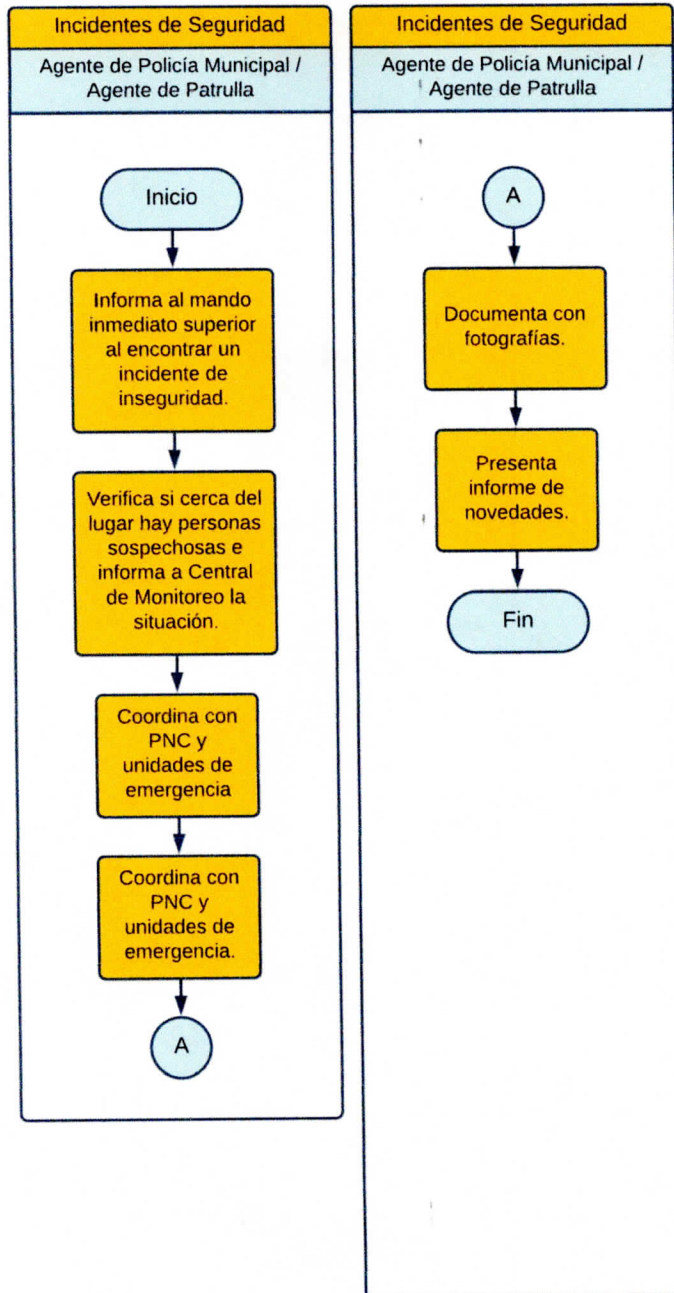 Incidentes de Seguridad
Agente de Policía Municipal /
Agente de Patrulla
Inicio
Informa al mando
inmediato superior
al encontrar un
incidente de
inseguridad.
Verifica si cerca del
lugar hay personas
sospechosas e
informa a Central
de Monitoreo la
situación.
Coordina con
PNC y
unidades de
emergencia
Coordina con
PNC y
unidades de
emergencia.
A
Incidentes de Seguridad
Agente de Policía Municipal /
Agente de Patrulla
A
Documenta con
fotografías.
Presenta
informe de
novedades.
Fin